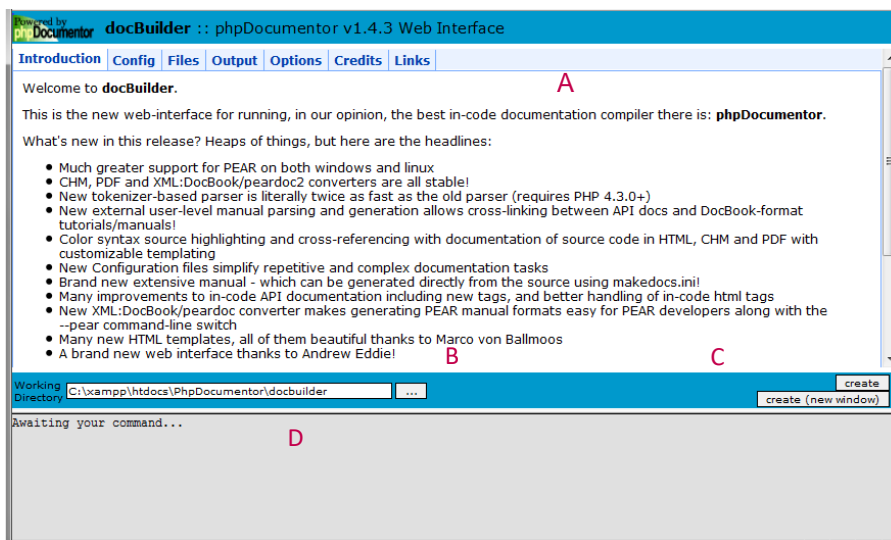 Powered by
phpDocumentor docBuilder :: phpDocumentor v1.4.3 Web Interface
Introduction Config Files Output Options Credits Links
A
Welcome to docBuilder.
This is the new web-interface for running, in our opinion, the best in-code documentation compiler there is: phpDocumentor.
What's new in this release? Heaps of things, but here are the headlines:
Much greater support for PEAR on both windows and linux
CHM, PDF and XML:DocBook/peardoc2 converters are all stable!
New tokenizer-based parser is literally twice as fast as the old parser (requires PHP 4.3.0+)
New external user-level manual parsing and generation allows cross-linking between API docs and DocBook-format
tutorials/manuals!
Color syntax source highlighting and cross-referencing with documentation of source code in HTML, CHM and PDF with
customizable templating
New Configuration files simplify repetitive and complex documentation tasks
Brand new extensive manual - which can be generated directly from the source using makedocs.ini!
Many improvements to in-code API documentation including new tags, and better handling of in-code html tags
New XML:DocBook/peardoc converter makes generating PEAR manual formats easy for PEAR developers along with the
--pear command-line switch
Many new HTML templates, all of them beautiful thanks to Marco von Ballmoos
A brand new web interface thanks to Andrew Eddie!
B
C
Working
Directory C:\xampp\htdocs\PhpDocumentor\docbuilder ...
create
create (new window)
Awaiting your command...
D